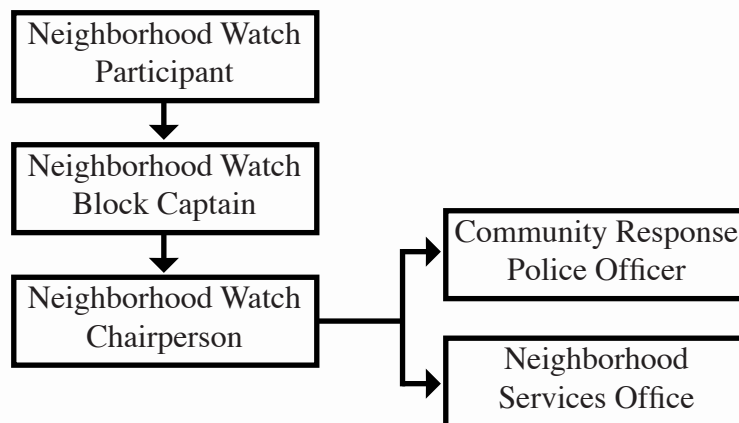 Neighborhood Watch
Participant
Neighborhood Watch
Block Captain
Neighborhood Watch
Chairperson
Community Response
Police Officer
Neighborhood
Services Office